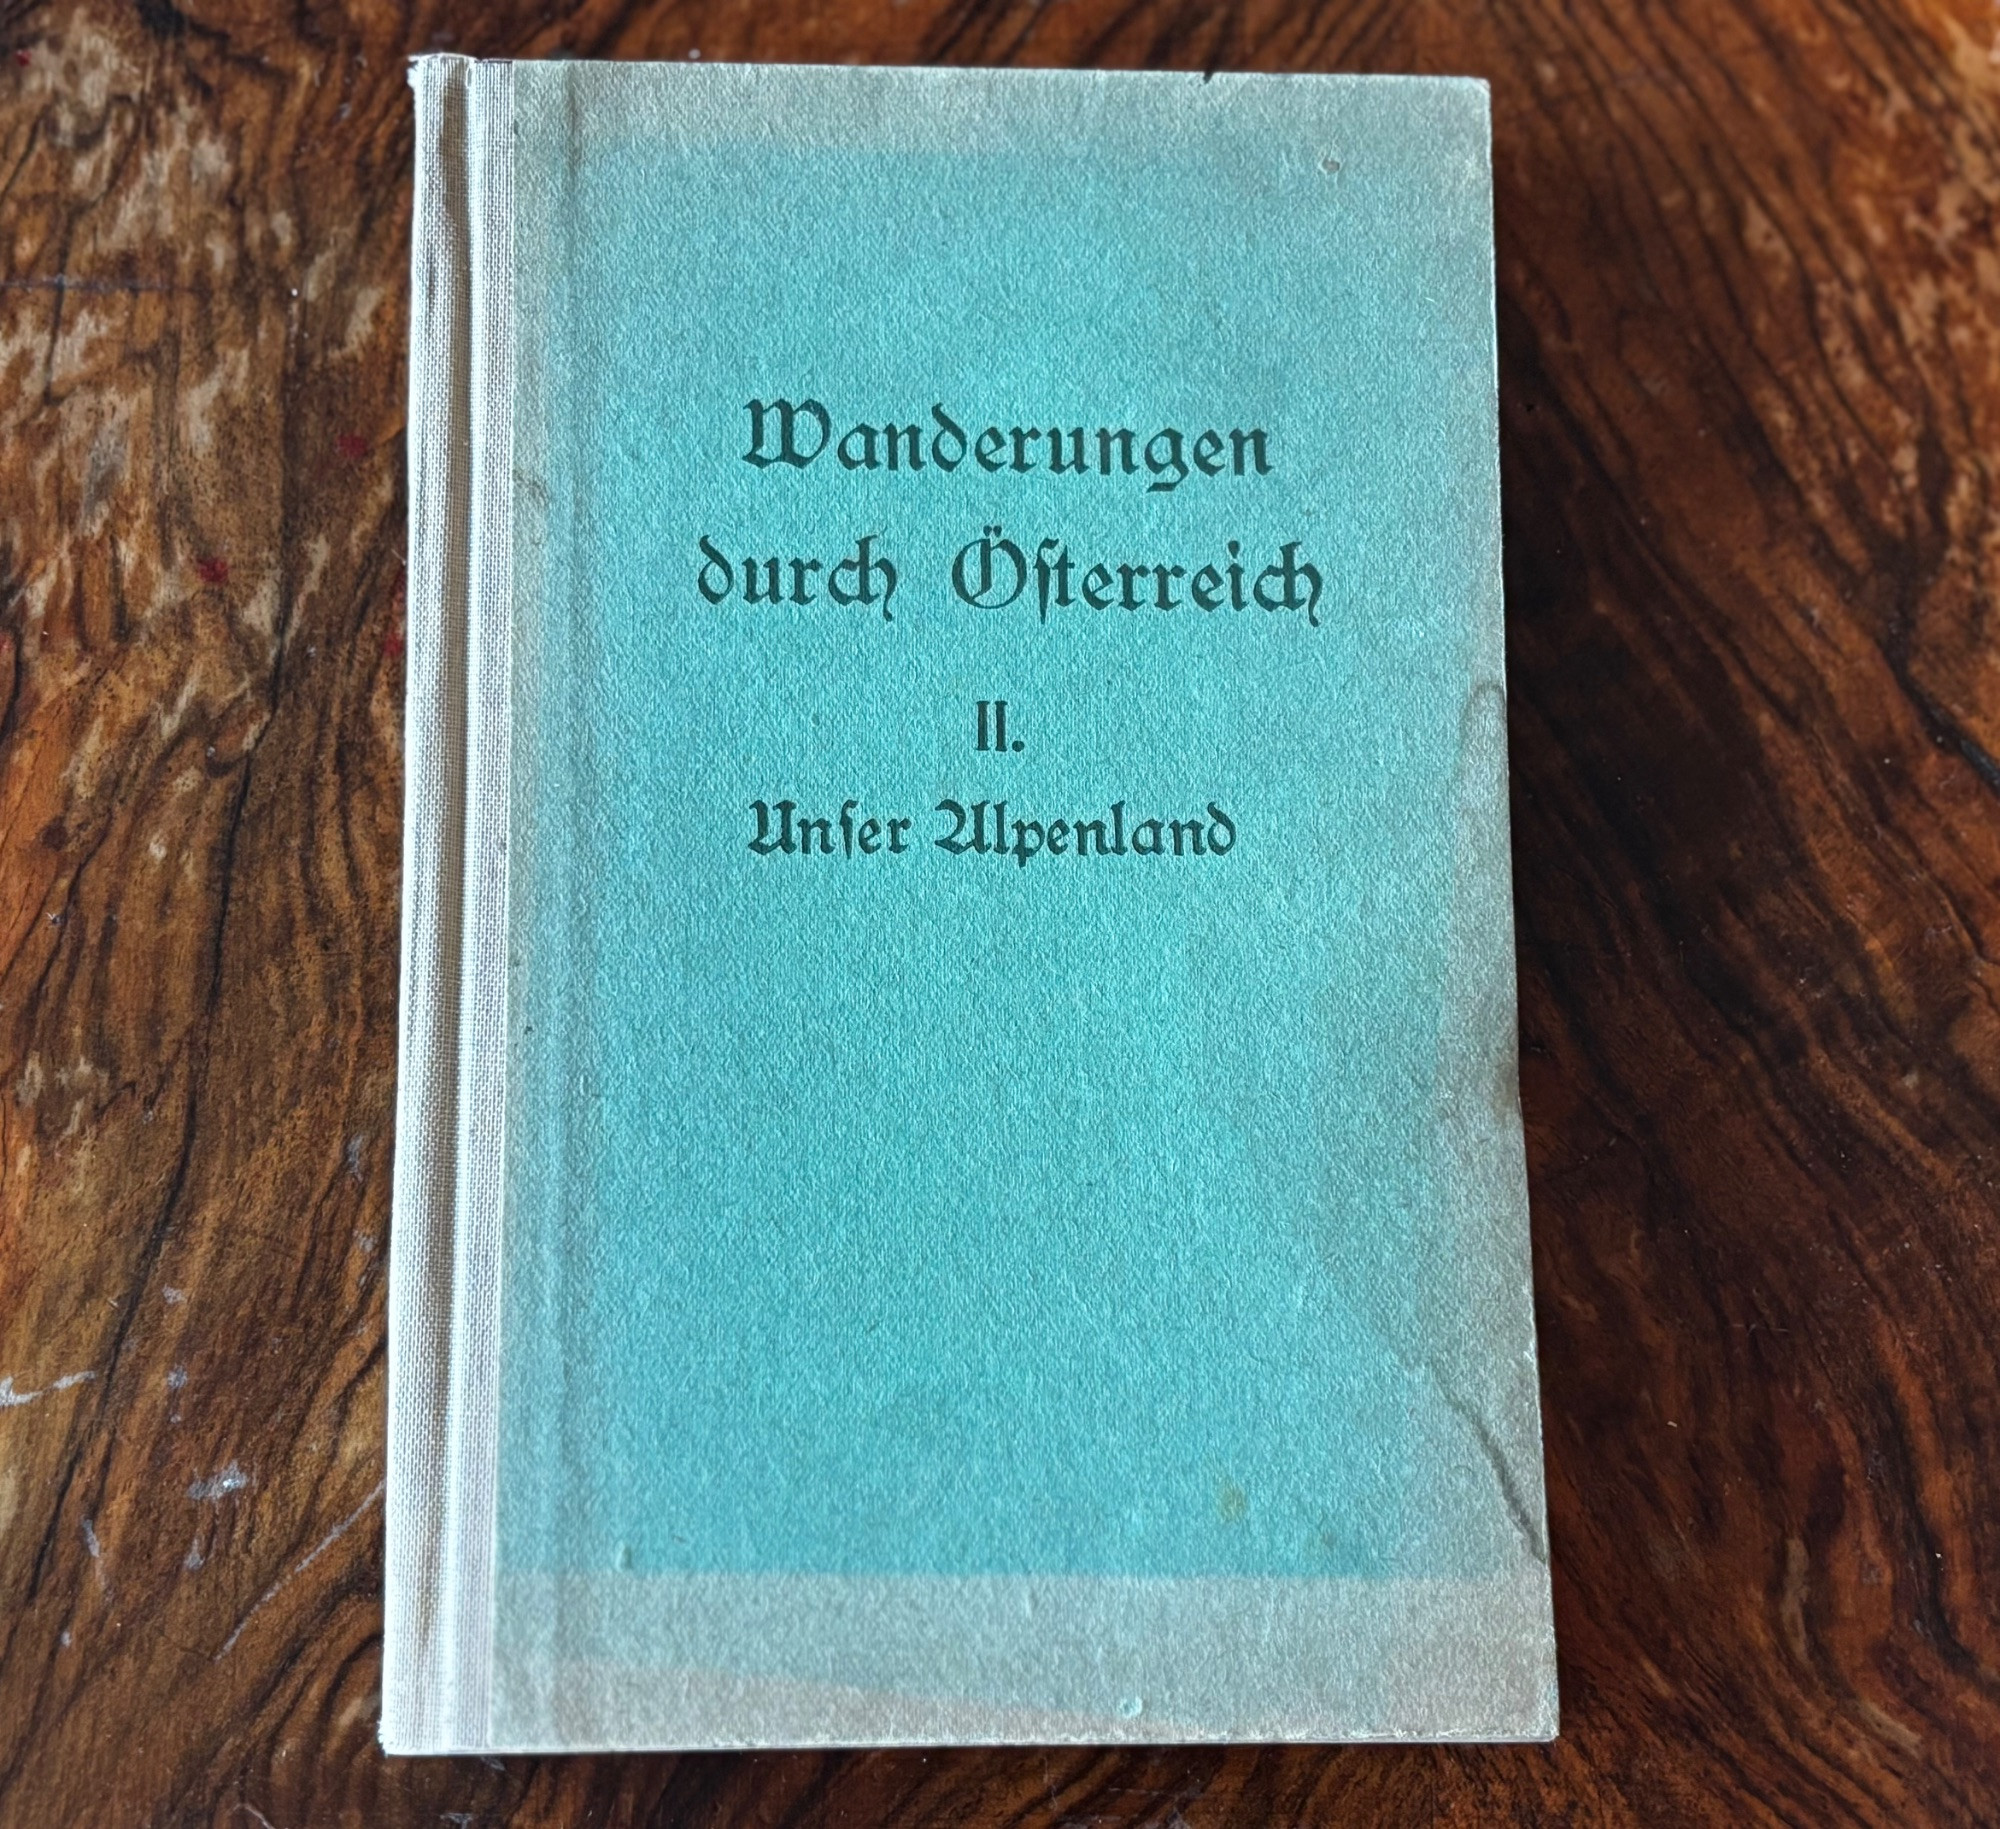 Wanderungen
durch Öſterreich
II.
Unſer Alpenland